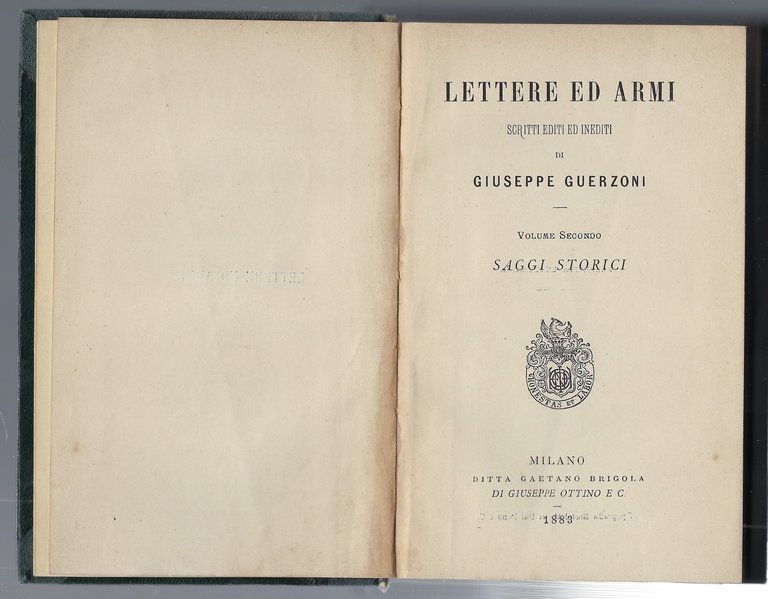 LETTERE ED ARMI
SCRITTI EDITI ED INEDITI
DI
GIUSEPPE GUERZONI
VOLUME SECONDO
SAGGI STORICI
HONESTAS ET LABOR
MILANO
DITTA GAETANO BRIGOLA
DI GIUSEPPE OTTINO E C.
1883